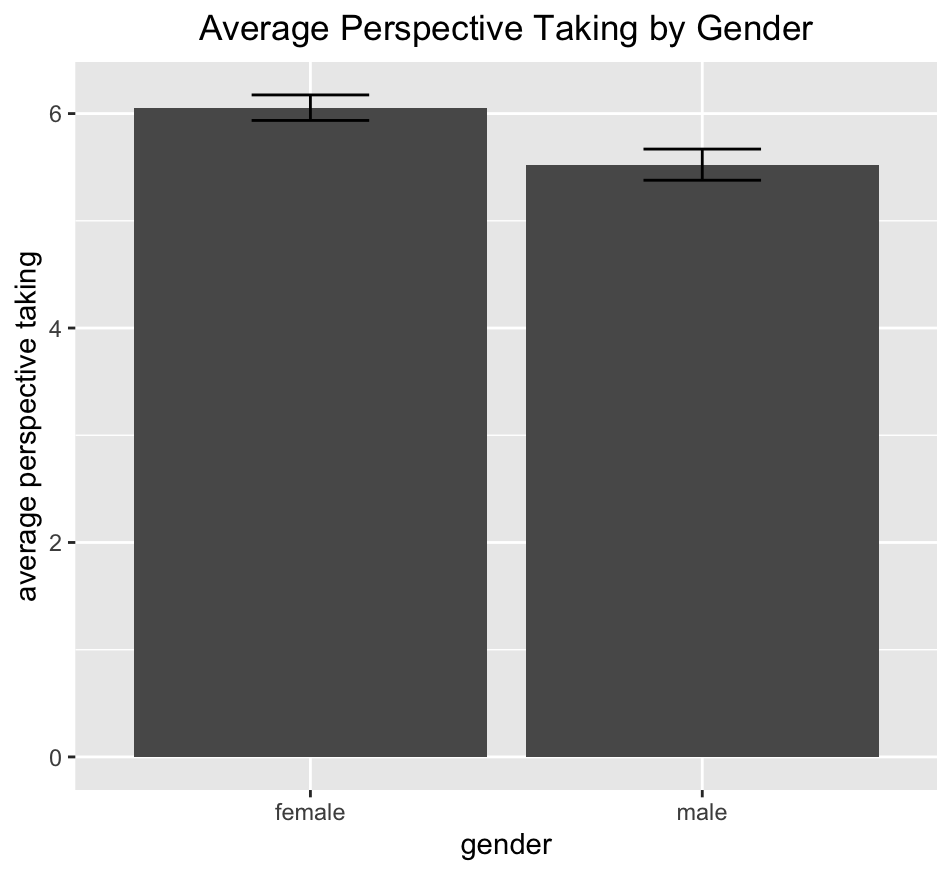 Average Perspective Taking by Gender
average perspective taking
6
4
2
0
female
male
gender